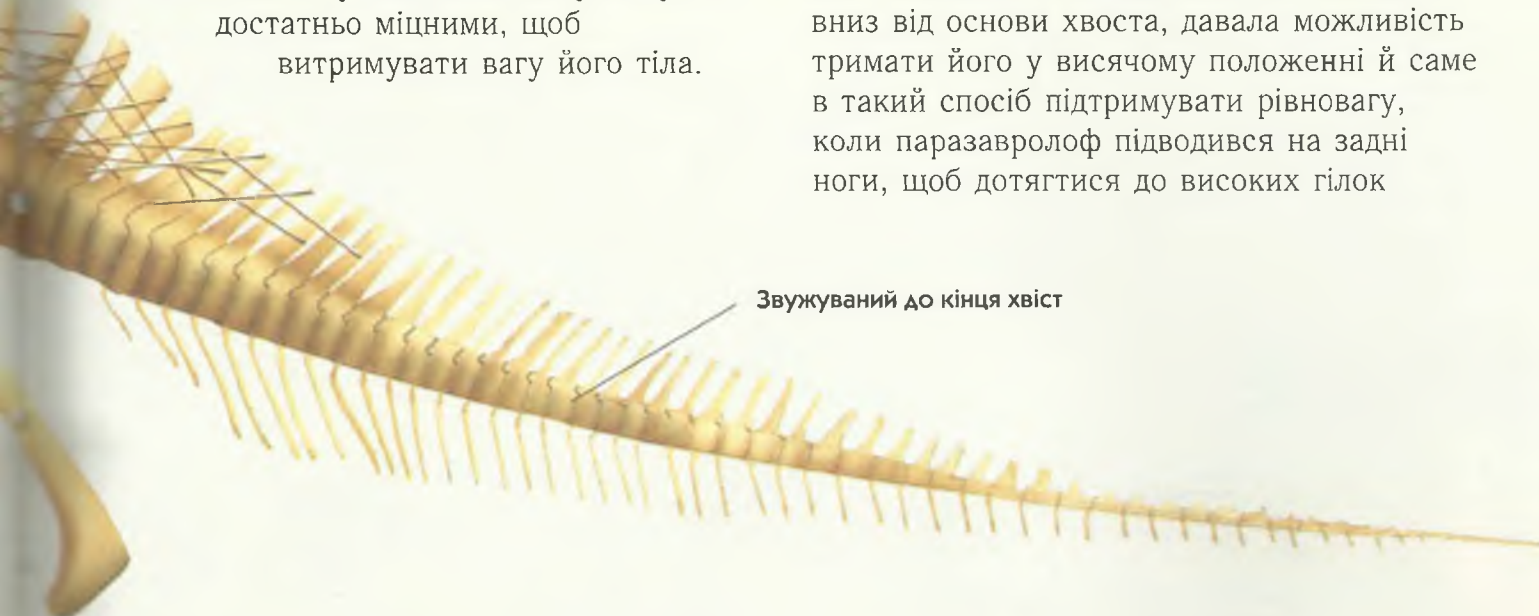 достатньо міцними, щоб
витримувати вагу його тіла.
вниз від основи хвоста, давала можливість
тримати його у висячому положенні й саме
в такий спосіб підтримувати рівновагу,
коли паразавролоф підводився на задні
ноги, щоб дотягтися до високих гілок
Звужуваний до кінця хвіст